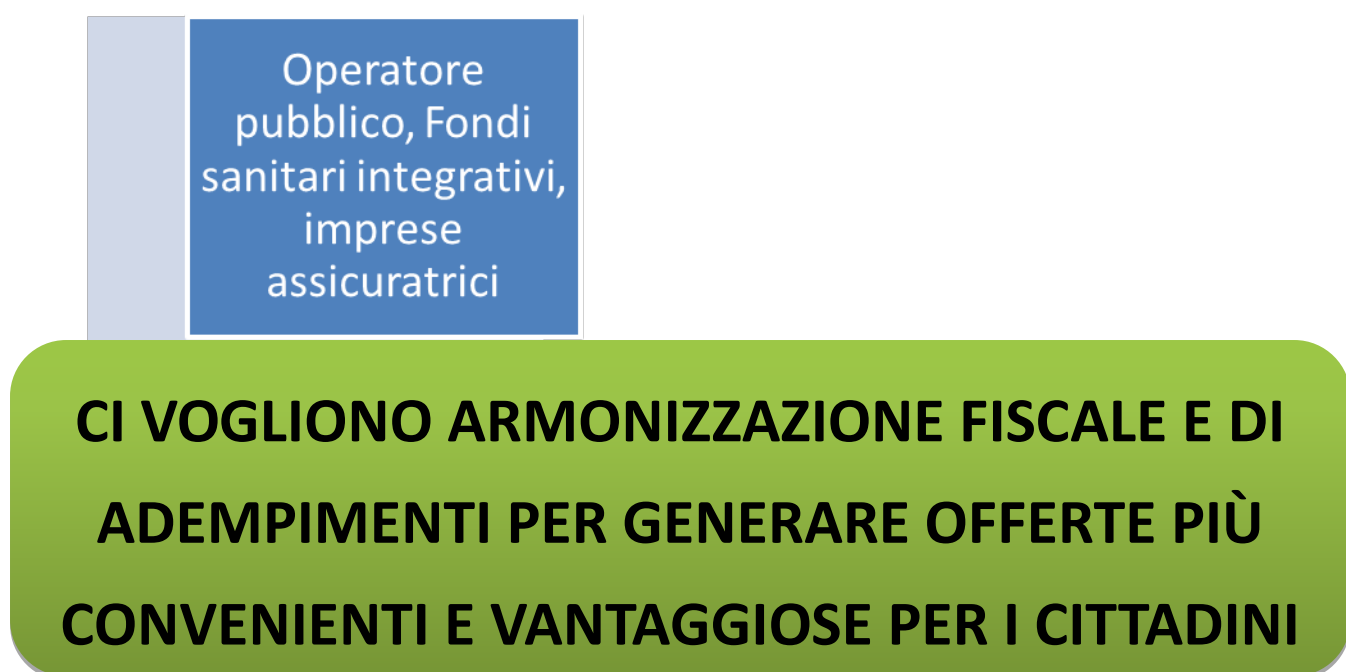 Operatore
pubblico, Fondi
sanitari integrativi,
imprese
assicuratrici
CI VOGLIONO ARMONIZZAZIONE FISCALE E DI
ADEMPIMENTI PER GENERARE OFFERTE PIÙ
CONVENIENTI E VANTAGGIOSE PER I CITTADINI